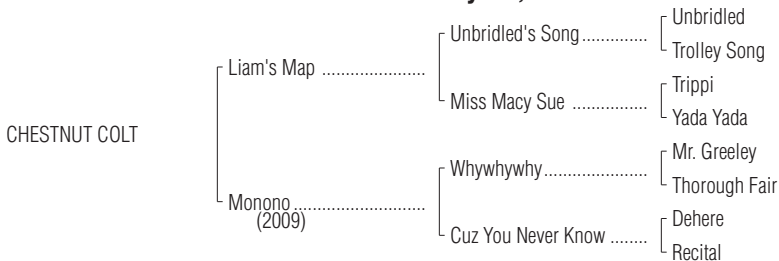 Unbridled
Unbridled's Song ..............
Trolley Song
Liam's Map ......................
Trippi
Miss Macy Sue ................
Yada Yada
CHESTNUT COLT
Mr. Greeley
Whywhywhy......................
Thorough Fair
Monono ............................
(2009)
Dehere
Cuz You Never Know ........
Recital